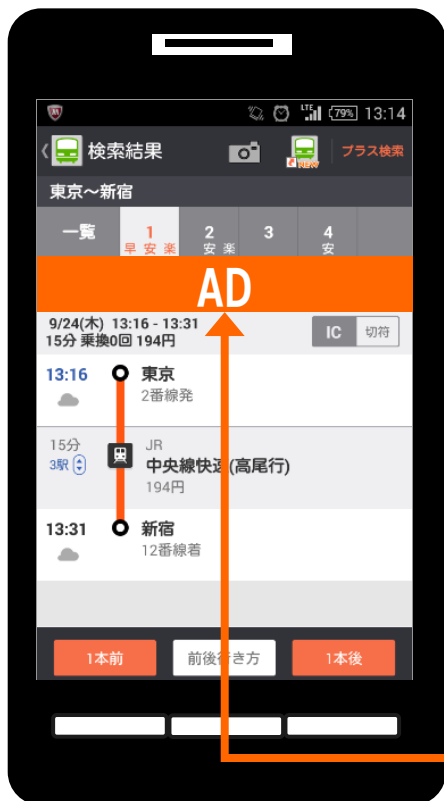 LTE 79% 13:14
検索結果 NEW プラス検索
東京〜新宿
一覧 1 2 3 4
早 安 楽 安 楽 安
AD
9/24(木) 13:16 - 13:31
15分 乗換0回 194円
IC 切符
13:16 東京
2番線発
15分 JR
3駅 中央線快速(高尾行)
194円
13:31 新宿
12番線着
1本前 前後行き方 1本後